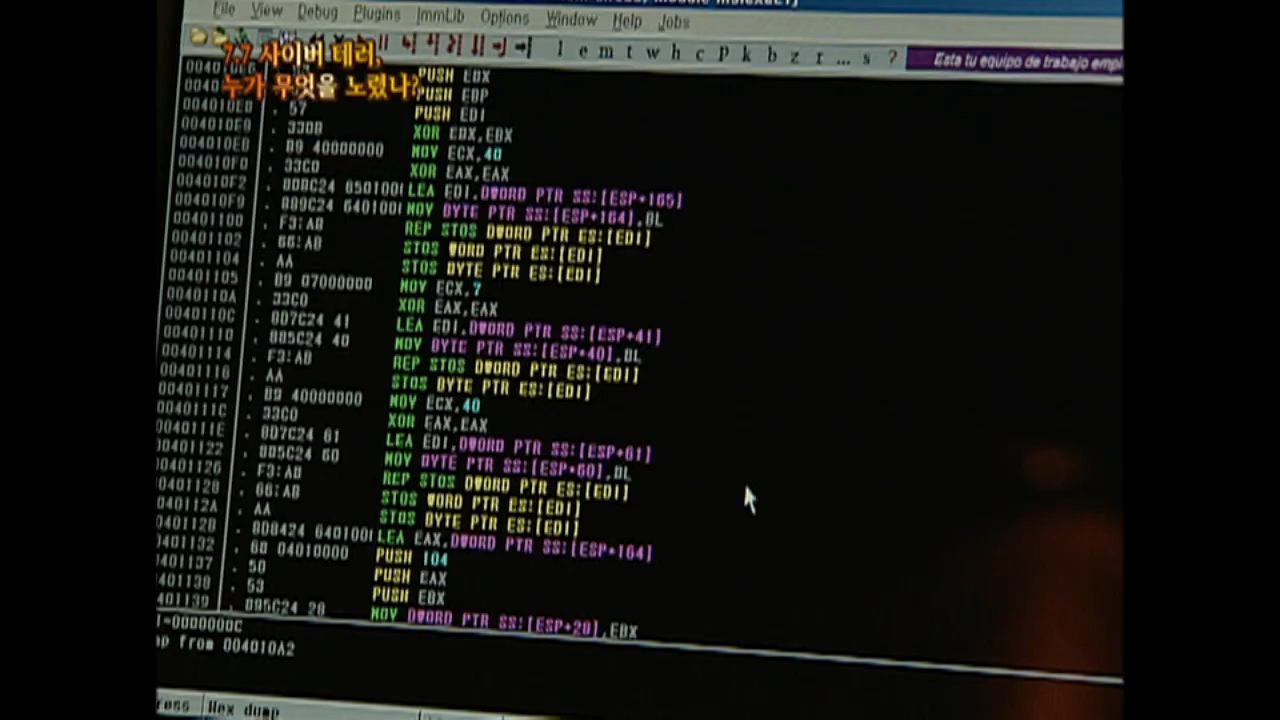 File View Debug Plugins ImmLib Options Window Help Jobs
l e m t w h c P k b z r ... s ?
Esta tu equipo de trabajo empl
7.7 사이버 테러,
누가 무엇을 노렸나?
PUSH EBX
PUSH EBP
004010E8 . 57 PUSH EDI
004010E9 . 33DB XOR EBX,EBX
004010EB . B9 40000000 MOV ECX,40
004010F0 . 33C0 XOR EAX,EAX
004010F2 . 8DBC24 650100 LEA EDI,DWORD PTR SS:[ESP+165]
004010F9 . 889C24 640100 MOV BYTE PTR SS:[ESP+164],BL
00401100 . F3:AB REP STOS DWORD PTR ES:[EDI]
00401102 . 66:AB STOS WORD PTR ES:[EDI]
00401104 . AA STOS BYTE PTR ES:[EDI]
00401105 . B9 07000000 MOV ECX,7
0040110A . 33C0 XOR EAX,EAX
0040110C . 8D7C24 41 LEA EDI,DWORD PTR SS:[ESP+41]
00401110 . 885C24 40 MOV BYTE PTR SS:[ESP+40],BL
00401114 . F3:AB REP STOS DWORD PTR ES:[EDI]
00401116 . AA STOS BYTE PTR ES:[EDI]
00401117 . B9 40000000 MOV ECX,40
0040111C . 33C0 XOR EAX,EAX
0040111E . 8D7C24 61 LEA EDI,DWORD PTR SS:[ESP+61]
00401122 . 885C24 60 MOV BYTE PTR SS:[ESP+60],BL
00401126 . F3:AB REP STOS DWORD PTR ES:[EDI]
00401128 . 66:AB STOS WORD PTR ES:[EDI]
0040112A . AA STOS BYTE PTR ES:[EDI]
0040112B . 8D8424 640100 LEA EAX,DWORD PTR SS:[ESP+164]
00401132 . 68 04010000 PUSH 104
00401137 . 50 PUSH EAX
00401138 . 53 PUSH EBX
00401139 . 895C24 28 MOV DWORD PTR SS:[ESP+28],EBX
=0000000C
from 004010A2
Hex dump